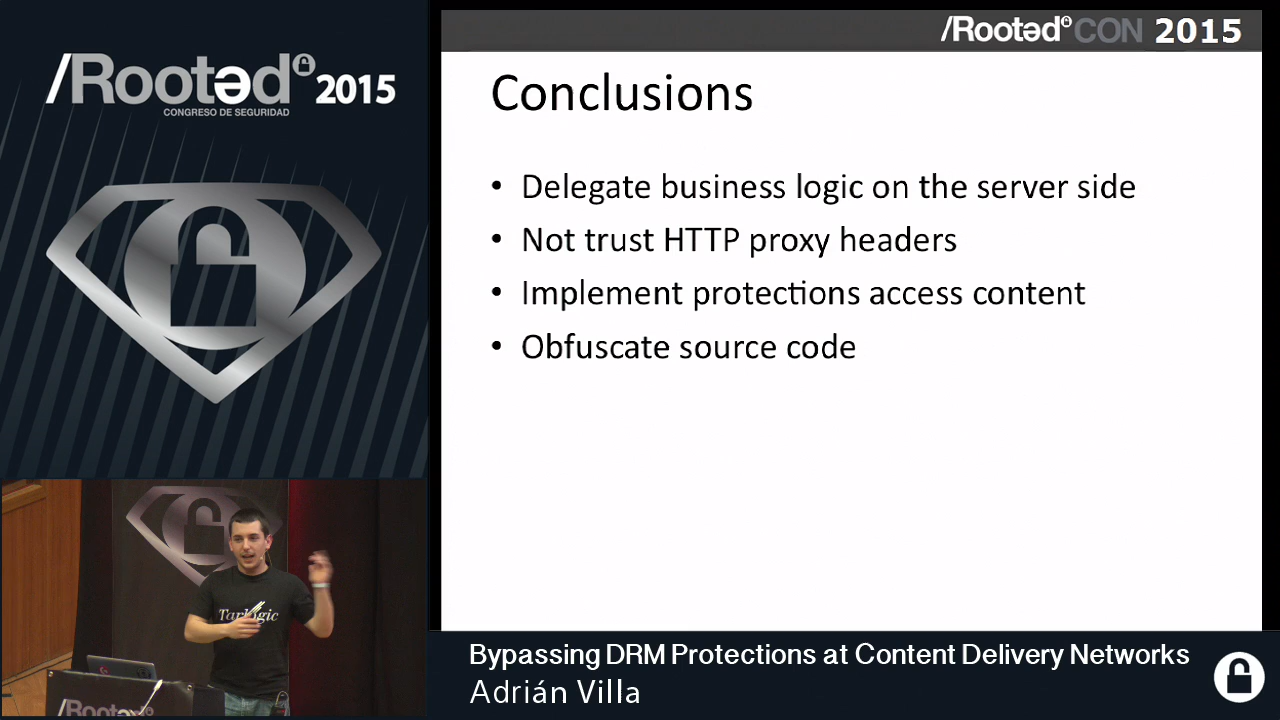 /Rootəd 2015
CONGRESO DE SEGURIDAD
/Rootəd CON 2015
Conclusions
• Delegate business logic on the server side
• Not trust HTTP proxy headers
• Implement protections access content
• Obfuscate source code
Tarlogic
/Rootəd
Bypassing DRM Protections at Content Delivery Networks
Adrián Villa